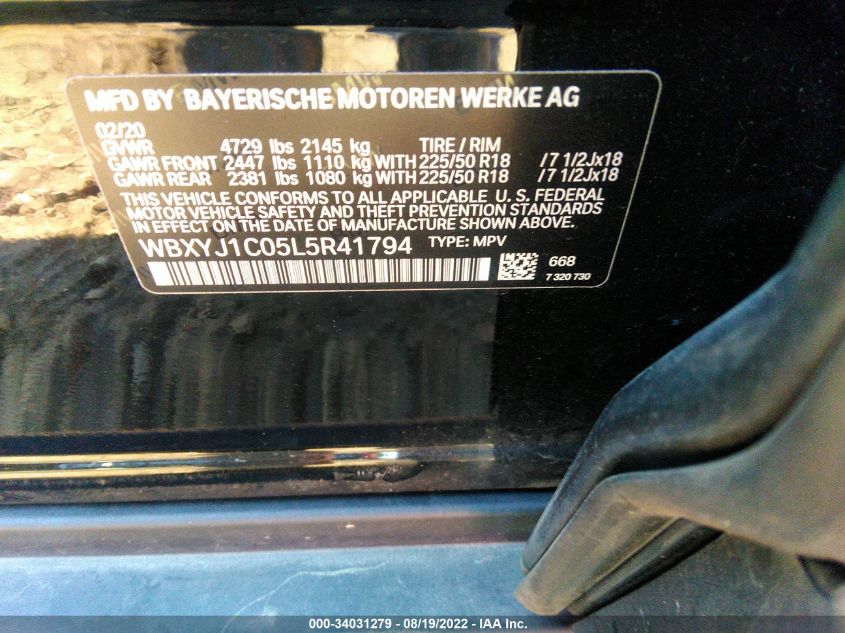 MFD BY BAYERISCHE MOTOREN WERKE AG
02/20
GVWR 4729 lbs 2145 kg TIRE / RIM
GAWR FRONT 2447 lbs 1110 kg WITH 225/50 R18 /7 1/2Jx18
GAWR REAR 2381 lbs 1080 kg WITH 225/50 R18 /7 1/2Jx18
THIS VEHICLE CONFORMS TO ALL APPLICABLE U. S. FEDERAL
MOTOR VEHICLE SAFETY AND THEFT PREVENTION STANDARDS
IN EFFECT ON THE DATE OF MANUFACTURE SHOWN ABOVE.
WBXYJ1C05L5R41794 TYPE: MPV
668
7 320 730
000-34031279 - 08/19/2022 - IAA Inc.